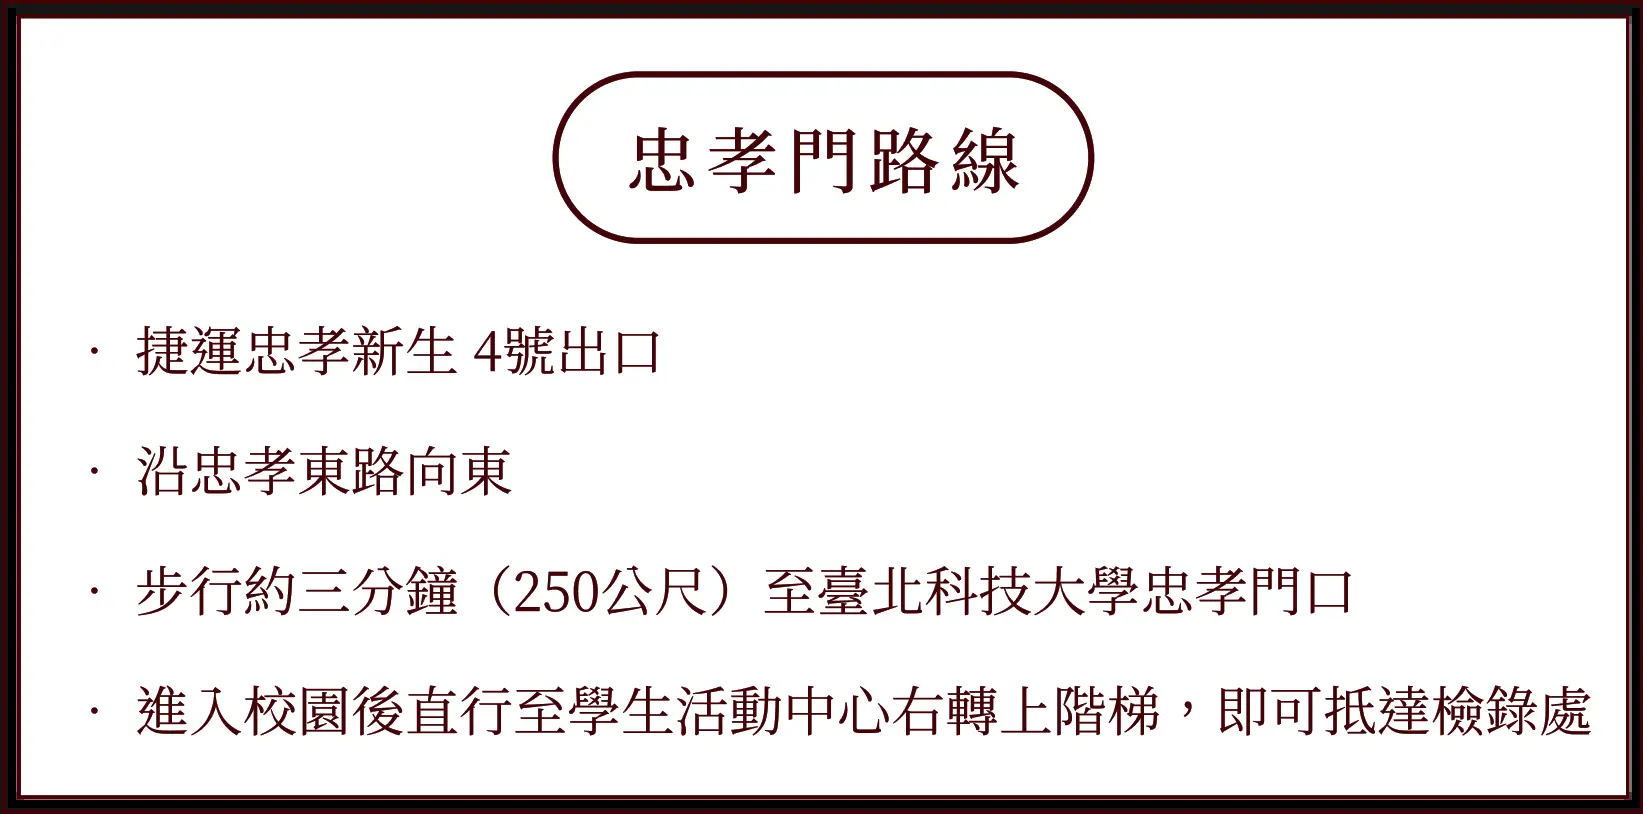 忠孝門路線
· 捷運忠孝新生 4號出口
· 沿忠孝東路向東
· 步行約三分鐘（250公尺）至臺北科技大學忠孝門口
· 進入校園後直行至學生活動中心右轉上階梯，即可抵達檢錄處